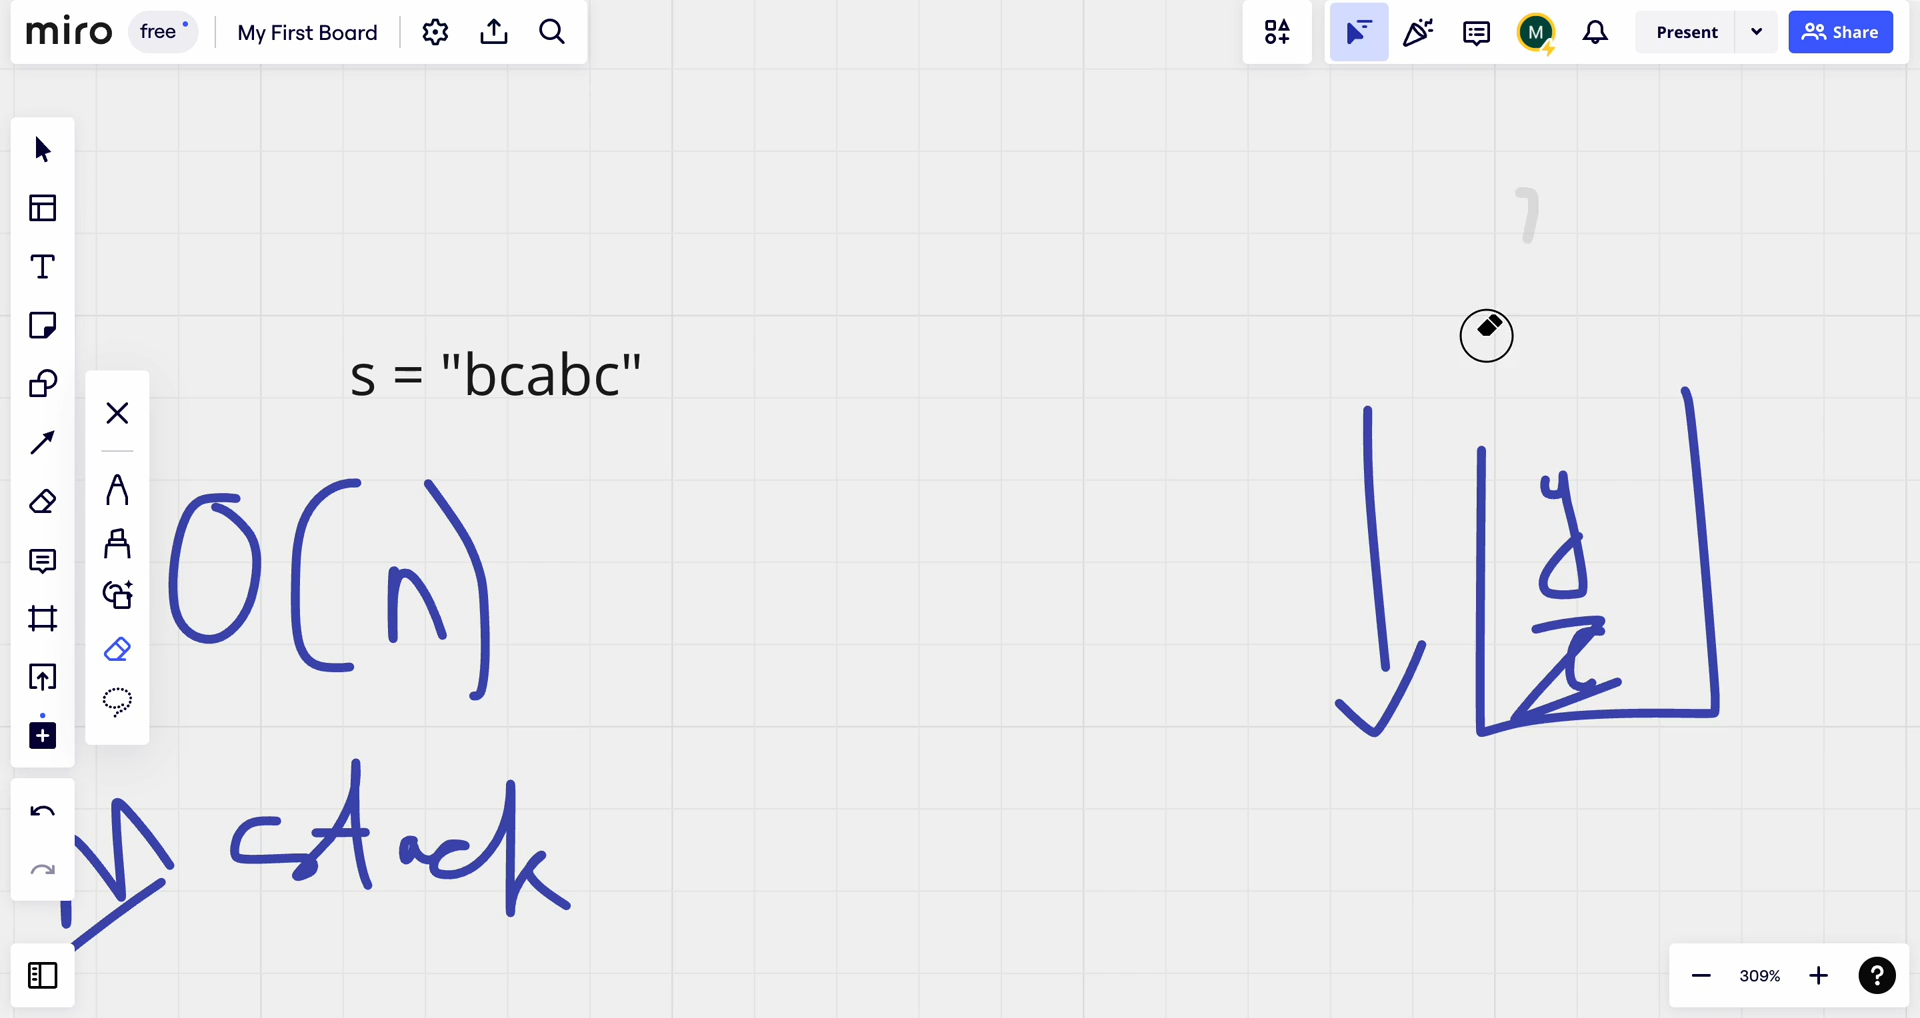 miro free My First Board Present Share
M
s = "bcabc"
O(n)
M stack
y
z
309%